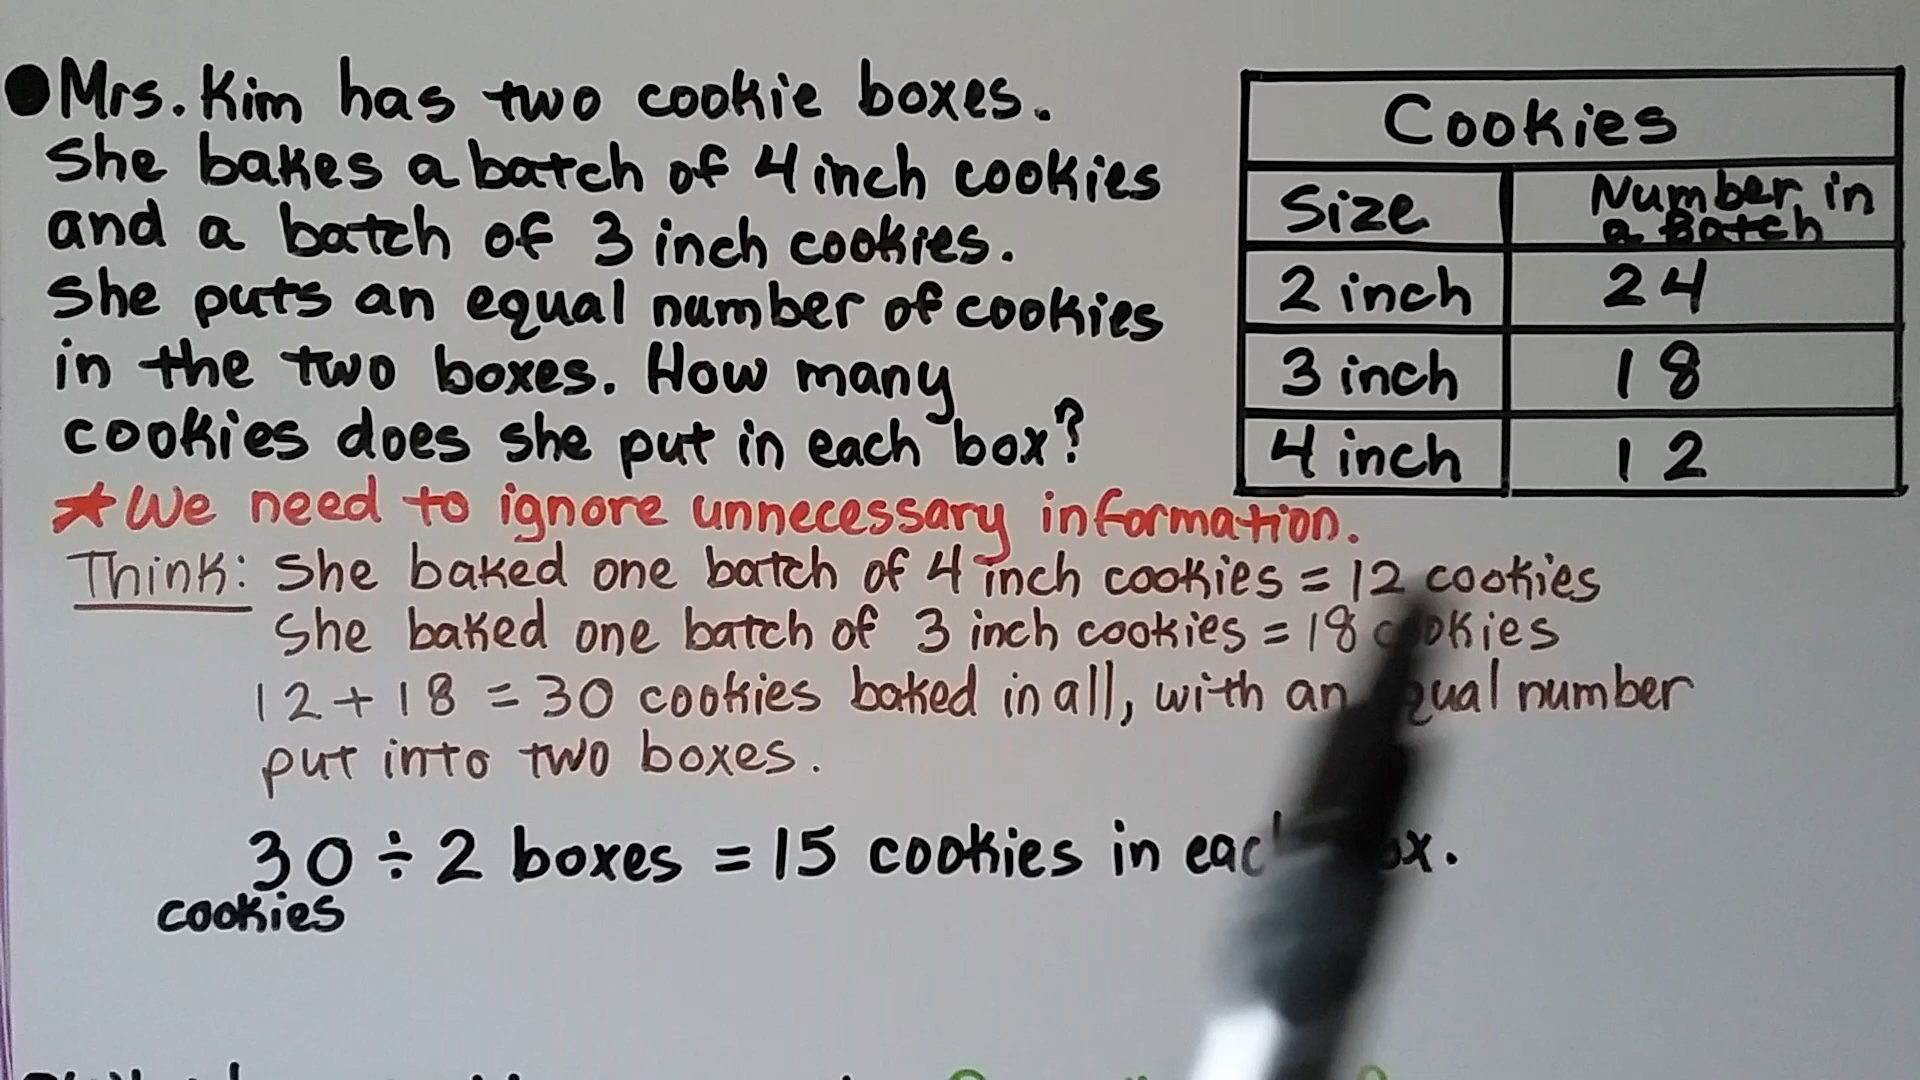 Mrs. Kim has two cookie boxes.
She bakes a batch of 4 inch cookies
and a batch of 3 inch cookies.
She puts an equal number of cookies
in the two boxes. How many
cookies does she put in each box?
Cookies
Size Number in a Batch
2 inch 24
3 inch 18
4 inch 12
★We need to ignore unnecessary information.
Think: She baked one batch of 4 inch cookies = 12 cookies
She baked one batch of 3 inch cookies = 18 cookies
12 + 18 = 30 cookies baked in all, with an equal number
put into two boxes.
30 ÷ 2 boxes = 15 cookies in each box.
cookies